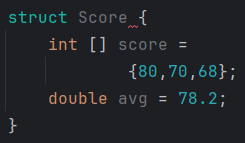 struct Score {
int [] score =
{80,70,68};
double avg = 78.2;
}